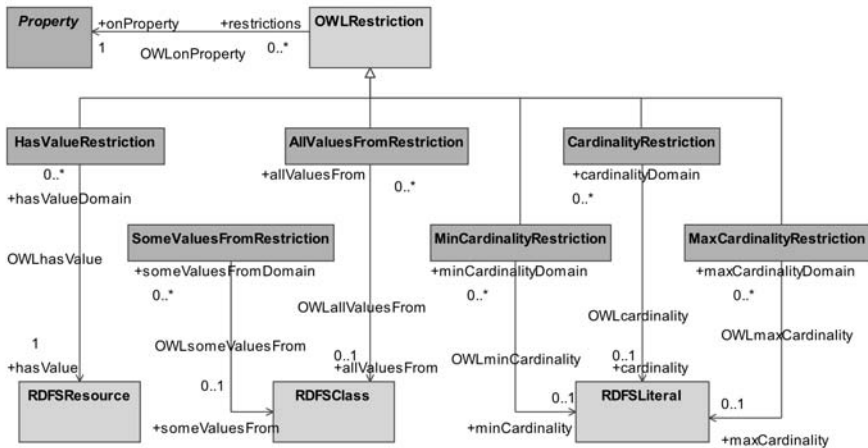 Property
+onProperty
+restrictions
OWLRestriction
1
OWLonProperty
0..*
HasValueRestriction
AllValuesFromRestriction
CardinalityRestriction
0..*
+hasValueDomain
+allValuesFrom
0..*
+cardinalityDomain
0..*
SomeValuesFromRestriction
MinCardinalityRestriction
MaxCardinalityRestriction
OWLhasValue
+someValuesFromDomain
0..*
+minCardinalityDomain
0..*
+maxCardinalityDomain
0..*
OWLallValuesFrom
OWLcardinality
OWLmaxCardinality
1
OWLsomeValuesFrom
0..1
OWLminCardinality
0..1
+hasValue
+allValuesFrom
+cardinality
RDFSResource
0..1
RDFSClass
RDFSLiteral
0..1
0..1
+someValuesFrom
+minCardinality
+maxCardinality